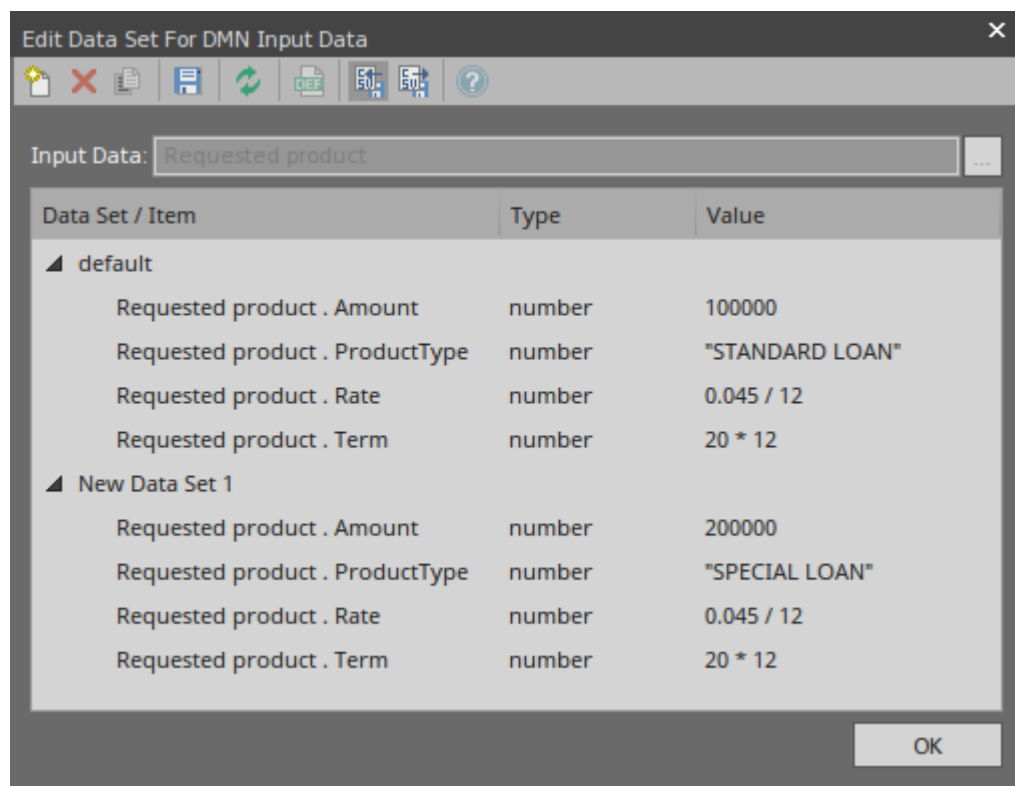 Edit Data Set For DMN Input Data
DEF
Input Data: Requested product ...
Data Set / Item Type Value
default
Requested product . Amount number 100000
Requested product . ProductType number "STANDARD LOAN"
Requested product . Rate number 0.045 / 12
Requested product . Term number 20 * 12
New Data Set 1
Requested product . Amount number 200000
Requested product . ProductType number "SPECIAL LOAN"
Requested product . Rate number 0.045 / 12
Requested product . Term number 20 * 12
OK